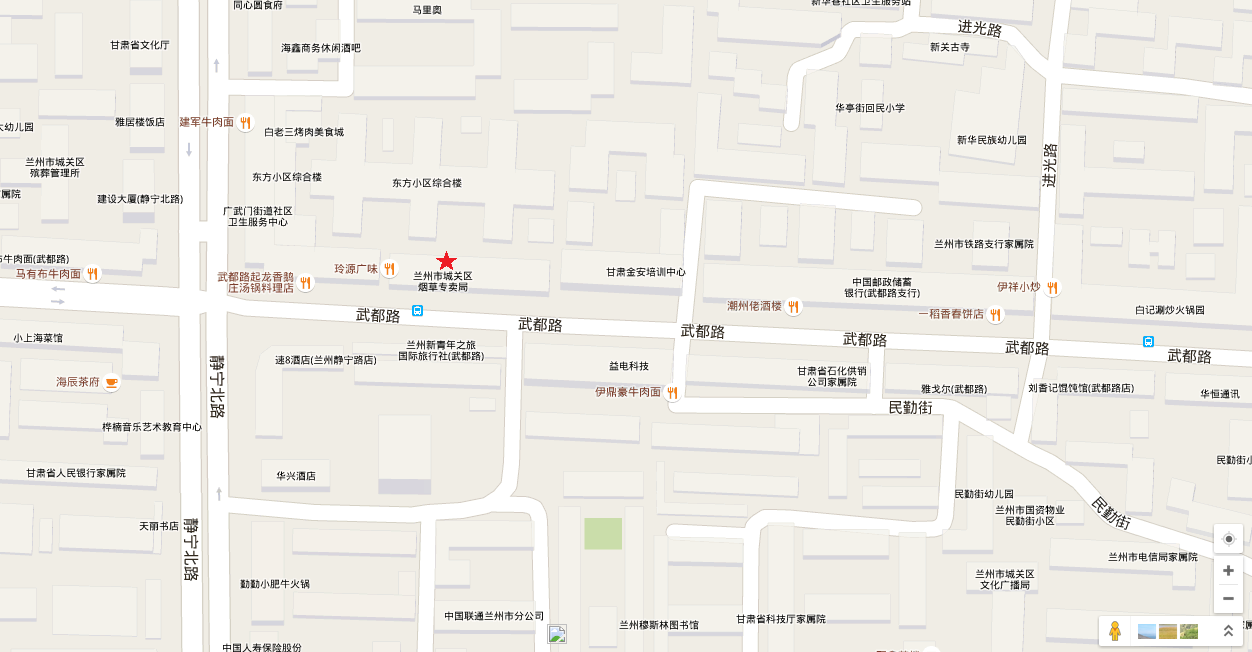 同心圆食府
马里奥
进光路
甘肃省文化厅
海鑫商务休闲酒吧
新关古寺
华亭街回民小学
雅居楼饭店
建军牛肉面
白老三烤肉美食城
新华民族幼儿园
兰州市城关区
殡葬管理所
东方小区综合楼
东方小区综合楼
进光路
建设大厦(静宁北路)
广武门街道社区
卫生服务中心
兰州市铁路支行家属院
牛肉面(武都路)
马有布牛肉面
武都路起龙香鹅
庄汤锅料理店
玲源广味
兰州市城关区
烟草专卖局
甘肃金安培训中心
中国邮政储蓄
银行(武都路支行)
伊祥小炒
潮州佬酒楼
一稻香春饼店
白记涮炒火锅园
武都路
武都路
武都路
武都路
武都路
武都路
小上海菜馆
兰州新青年之旅
国际旅行社(武都路)
速8酒店(兰州静宁路店)
益电科技
甘肃省石化供销
公司家属院
海辰茶府
静宁北路
伊鼎豪牛肉面
雅戈尔(武都路)
刘香记馄饨馆(武都路店)
华恒通讯
民勤街
桦楠音乐艺术教育中心
甘肃省人民银行家属院
华兴酒店
民勤街幼儿园
兰州市国资物业
民勤街小区
民勤街
天丽书店
静宁北路
兰州市电信局家属院
勤勤小肥牛火锅
兰州市城关区
文化广播局
中国联通兰州市分公司
兰州穆斯林图书馆
甘肃省科技厅家属院
中国人寿保险股份